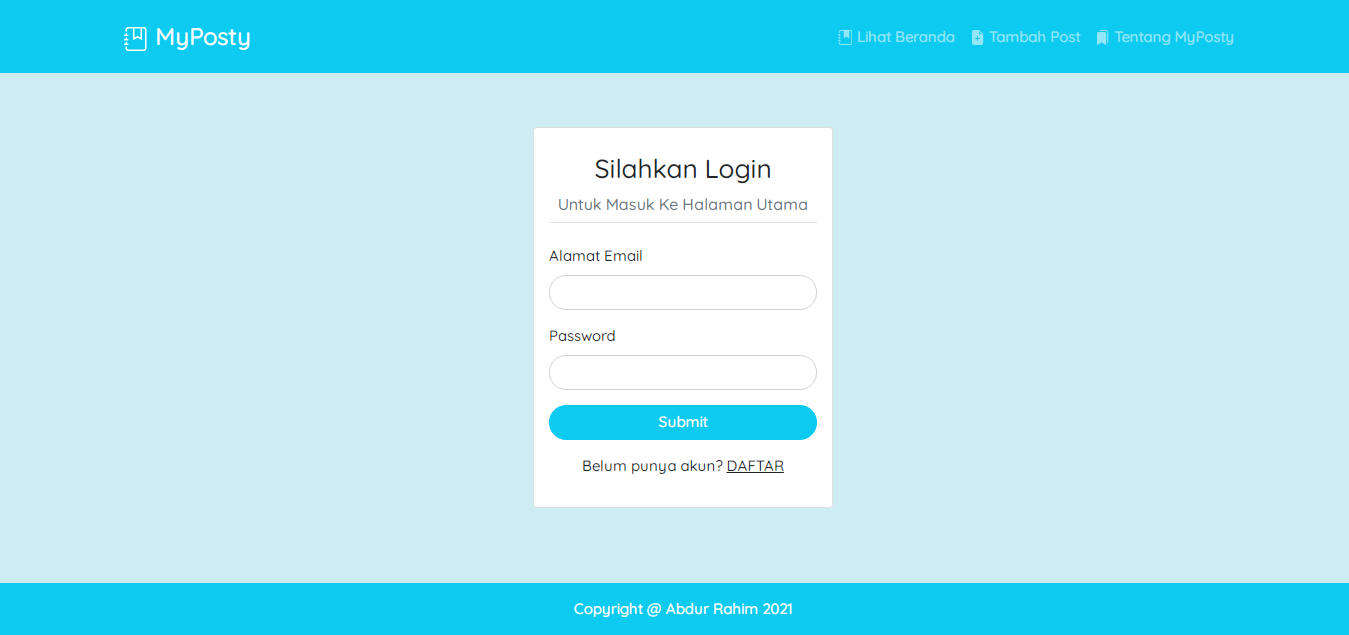 MyPosty
Lihat Beranda Tambah Post Tentang MyPosty
Silahkan Login
Untuk Masuk Ke Halaman Utama
Alamat Email
Password
Submit
Belum punya akun? DAFTAR
Copyright @ Abdur Rahim 2021